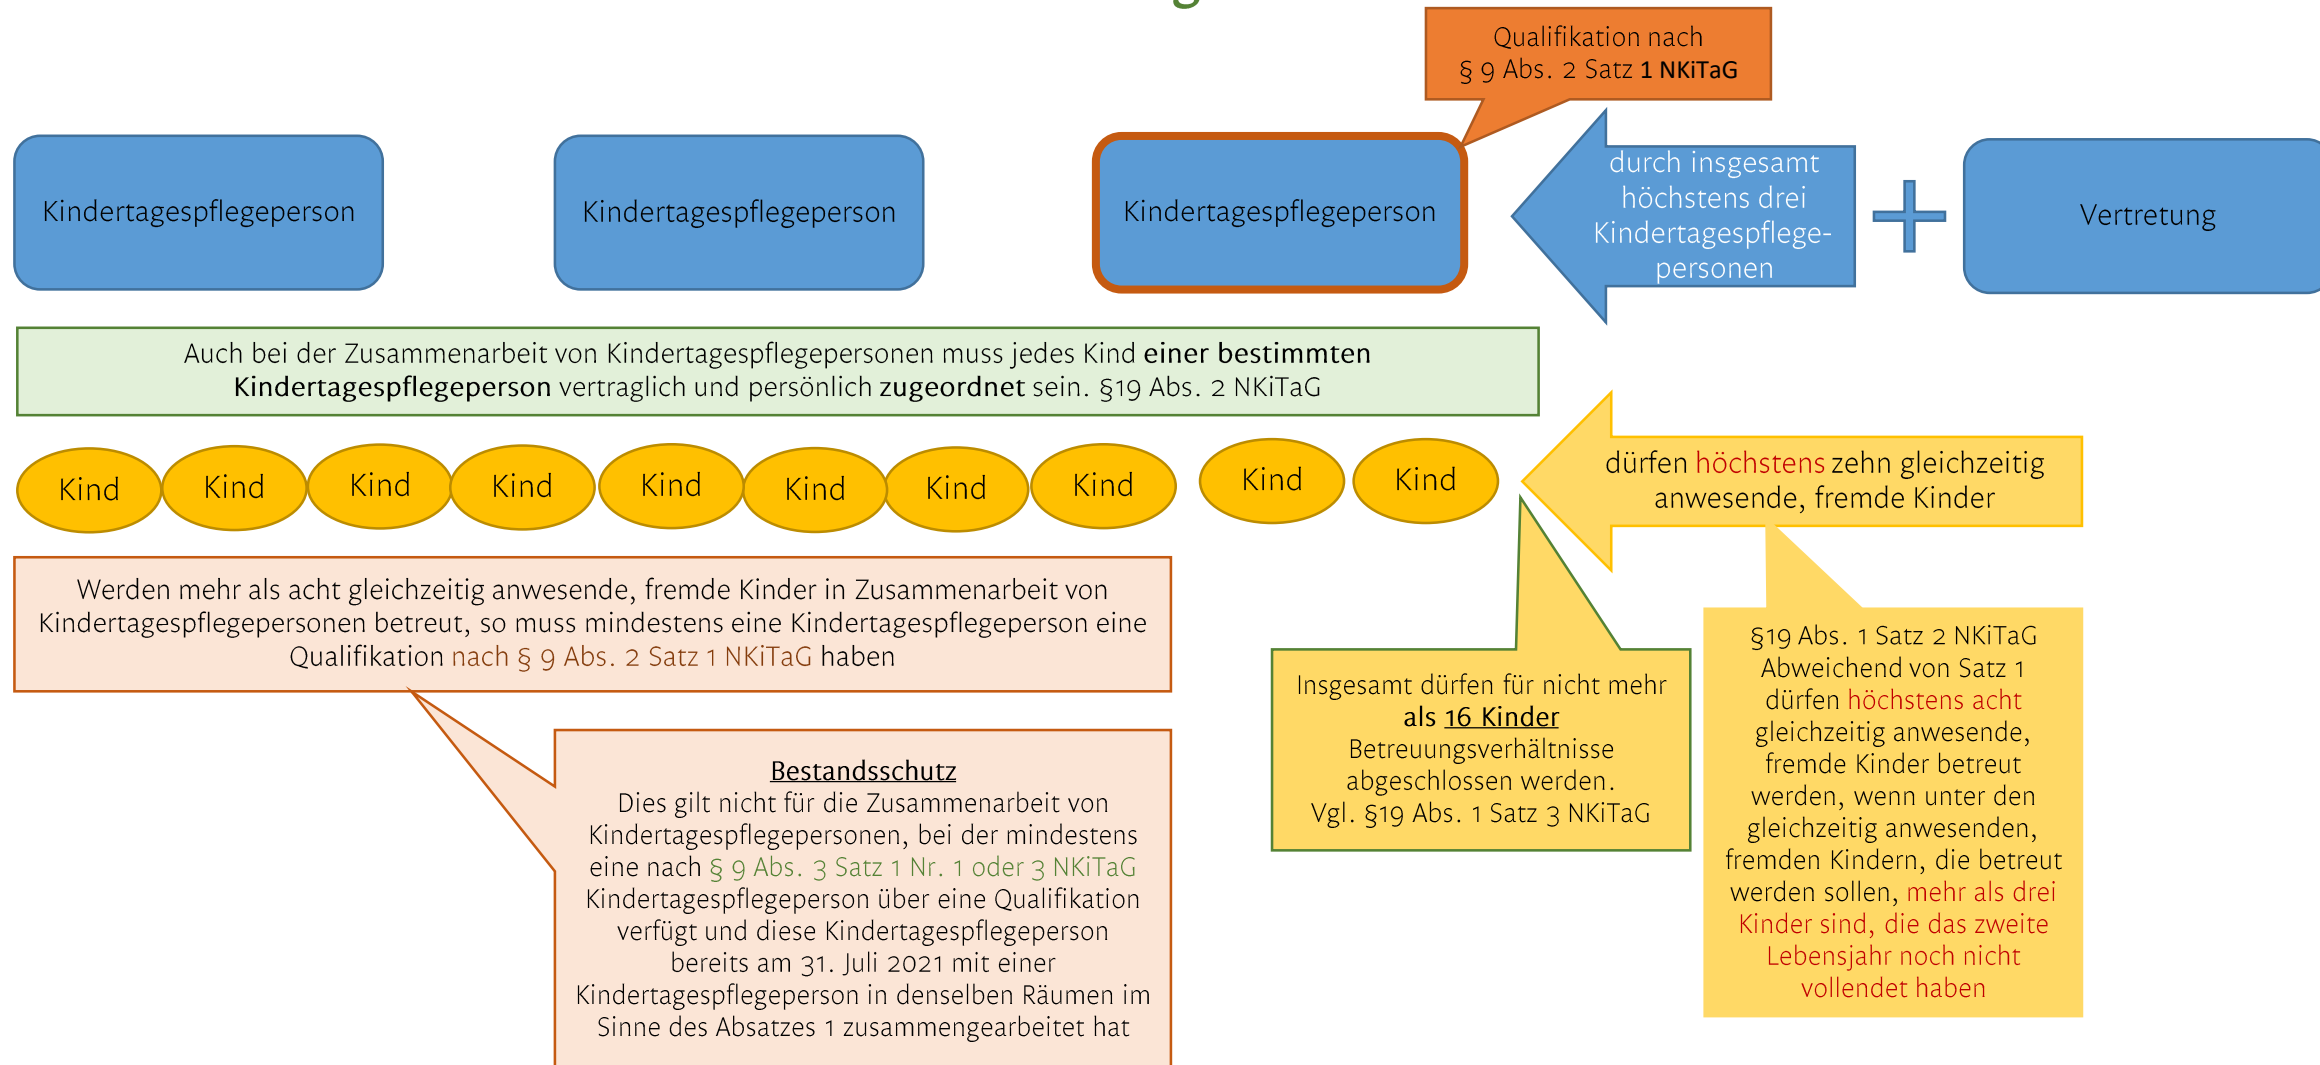 g
Qualifikation nach
§ 9 Abs. 2 Satz 1 NKiTaG
Kindertagespflegeperson
Kindertagespflegeperson
Kindertagespflegeperson
durch insgesamt
höchstens drei
Kindertagespflege-
personen
Vertretung
Auch bei der Zusammenarbeit von Kindertagespflegepersonen muss jedes Kind einer bestimmten
Kindertagespflegeperson vertraglich und persönlich zugeordnet sein. §19 Abs. 2 NKiTaG
Kind
Kind
Kind
Kind
Kind
Kind
Kind
Kind
Kind
Kind
dürfen höchstens zehn gleichzeitig
anwesende, fremde Kinder
Werden mehr als acht gleichzeitig anwesende, fremde Kinder in Zusammenarbeit von
Kindertagespflegepersonen betreut, so muss mindestens eine Kindertagespflegeperson eine
Qualifikation nach § 9 Abs. 2 Satz 1 NKiTaG haben
Bestandsschutz
Dies gilt nicht für die Zusammenarbeit von
Kindertagespflegepersonen, bei der mindestens
eine nach § 9 Abs. 3 Satz 1 Nr. 1 oder 3 NKiTaG
Kindertagespflegeperson über eine Qualifikation
verfügt und diese Kindertagespflegeperson
bereits am 31. Juli 2021 mit einer
Kindertagespflegeperson in denselben Räumen im
Sinne des Absatzes 1 zusammengearbeitet hat
Insgesamt dürfen für nicht mehr
als 16 Kinder
Betreuungsverhältnisse
abgeschlossen werden.
Vgl. §19 Abs. 1 Satz 3 NKiTaG
§19 Abs. 1 Satz 2 NKiTaG
Abweichend von Satz 1
dürfen höchstens acht
gleichzeitig anwesende,
fremde Kinder betreut
werden, wenn unter den
gleichzeitig anwesenden,
fremden Kindern, die betreut
werden sollen, mehr als drei
Kinder sind, die das zweite
Lebensjahr noch nicht
vollendet haben